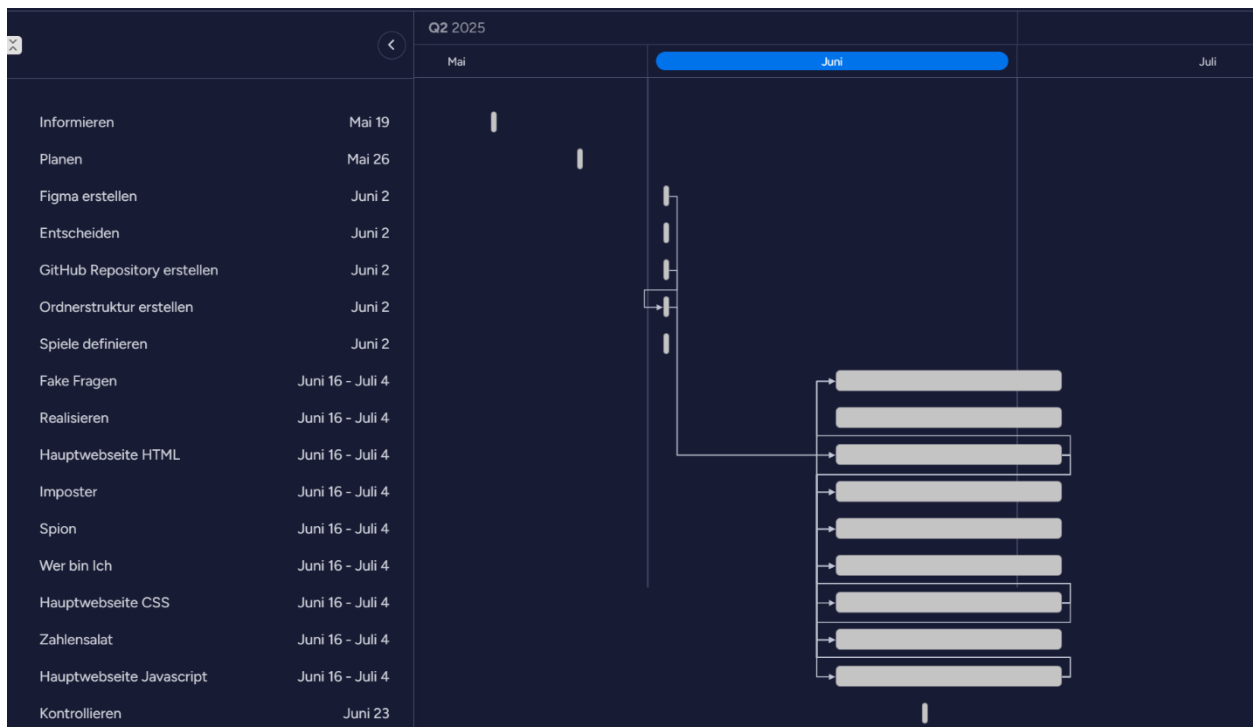 Q2 2025
Mai Juni Juli
Informieren Mai 19
Planen Mai 26
Figma erstellen Juni 2
Entscheiden Juni 2
GitHub Repository erstellen Juni 2
Ordnerstruktur erstellen Juni 2
Spiele definieren Juni 2
Fake Fragen Juni 16 - Juli 4
Realisieren Juni 16 - Juli 4
Hauptwebseite HTML Juni 16 - Juli 4
Imposter Juni 16 - Juli 4
Spion Juni 16 - Juli 4
Wer bin Ich Juni 16 - Juli 4
Hauptwebseite CSS Juni 16 - Juli 4
Zahlensalat Juni 16 - Juli 4
Hauptwebseite Javascript Juni 16 - Juli 4
Kontrollieren Juni 23